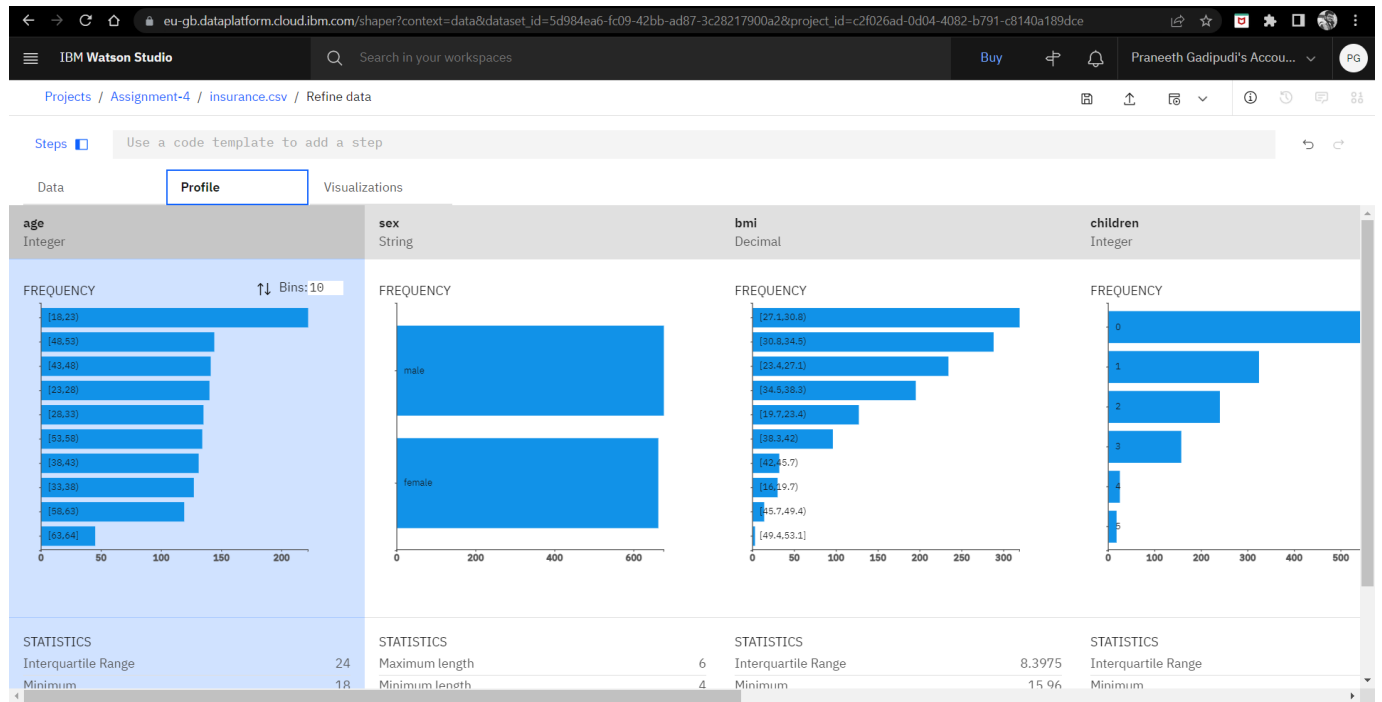 eu-gb.dataplatform.cloud.ibm.com/shaper?context=data&dataset_id=5d984ea6-fc09-42bb-ad87-3c28217900a2&project_id=c2f026ad-0d04-4082-b791-c8140a189dce
IBM Watson Studio
Search in your workspaces
Buy
Praneeth Gadipudi's Accou...
PG
Projects / Assignment-4 / insurance.csv / Refine data
Steps
Use a code template to add a step
Data
Profile
Visualizations
age
Integer
FREQUENCY
Bins: 10
[18,23)
[48,53)
[43,48)
[23,28)
[28,33)
[53,58)
[38,43)
[33,38)
[58,63)
[63,64]
0 50 100 150 200
STATISTICS
Interquartile Range 24
Minimum 18
sex
String
FREQUENCY
male
female
0 200 400 600
STATISTICS
Maximum length 6
Minimum length 4
bmi
Decimal
FREQUENCY
[27.1,30.8)
[30.8,34.5)
[23.4,27.1)
[34.5,38.3)
[19.7,23.4)
[38.3,42)
[42,45.7)
[16,19.7)
[45.7,49.4)
[49.4,53.1]
0 50 100 150 200 250 300
STATISTICS
Interquartile Range 8.3975
Minimum 15.96
children
Integer
FREQUENCY
0
1
2
3
4
5
0 100 200 300 400 500
STATISTICS
Interquartile Range
Minimum